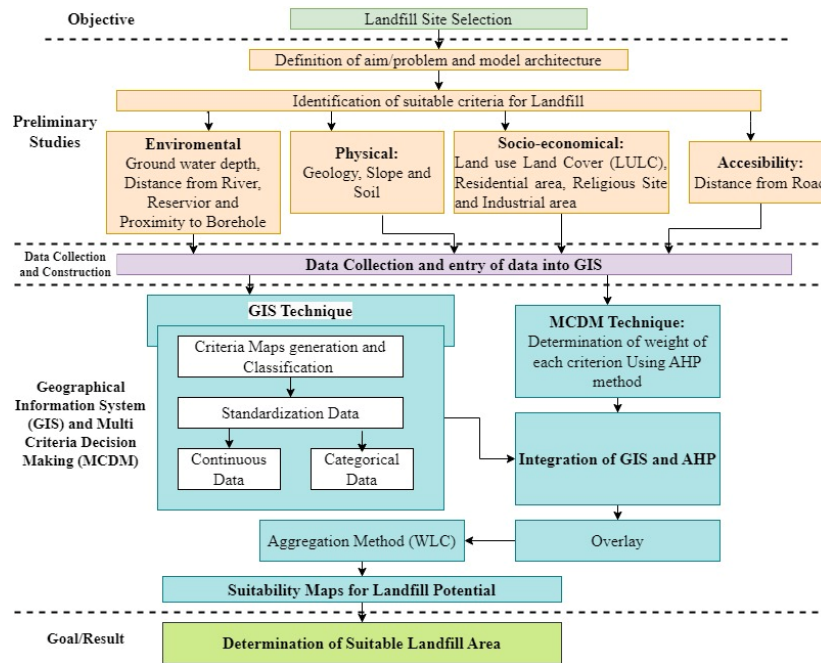 Objective
Landfill Site Selection
Definition of aim/problem and model architecture
Identification of suitable criteria for Landfill
Preliminary
Studies
Enviromental
Ground water depth,
Distance from River,
Reservior and
Proximity to Borehole
Physical:
Geology, Slope and
Soil
Socio-economical:
Land use Land Cover (LULC),
Residential area, Religious Site
and Industrial area
Accesibility:
Distance from Road
Data Collection
and Construction
Data Collection and entry of data into GIS
GIS Technique
Criteria Maps generation and
Classification
Standardization Data
Continuous
Data
Categorical
Data
MCDM Technique:
Determination of weight of
each criterion Using AHP
method
Geographical
Information System
(GIS) and Multi
Criteria Decision
Making (MCDM)
Integration of GIS and AHP
Aggregation Method (WLC)
Overlay
Suitability Maps for Landfill Potential
Goal/Result
Determination of Suitable Landfill Area